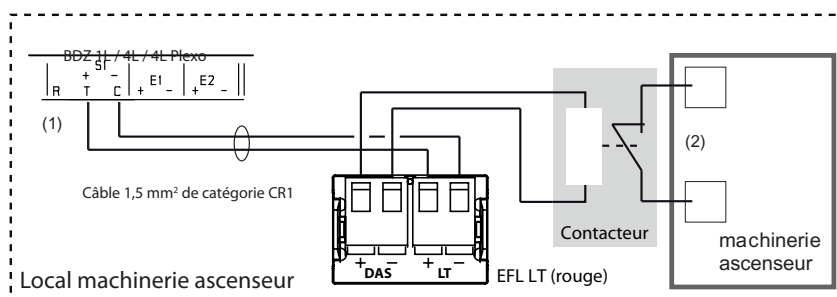 BDZ 1L / 4L / 4L Plexo
ST
+ -
R T C
E1
+ -
E2
+ -
(1)
(2)
Câble 1,5 mm² de catégorie CR1
Contacteur
machinerie
ascenseur
+ - + -
DAS LT
EFL LT (rouge)
Local machinerie ascenseur